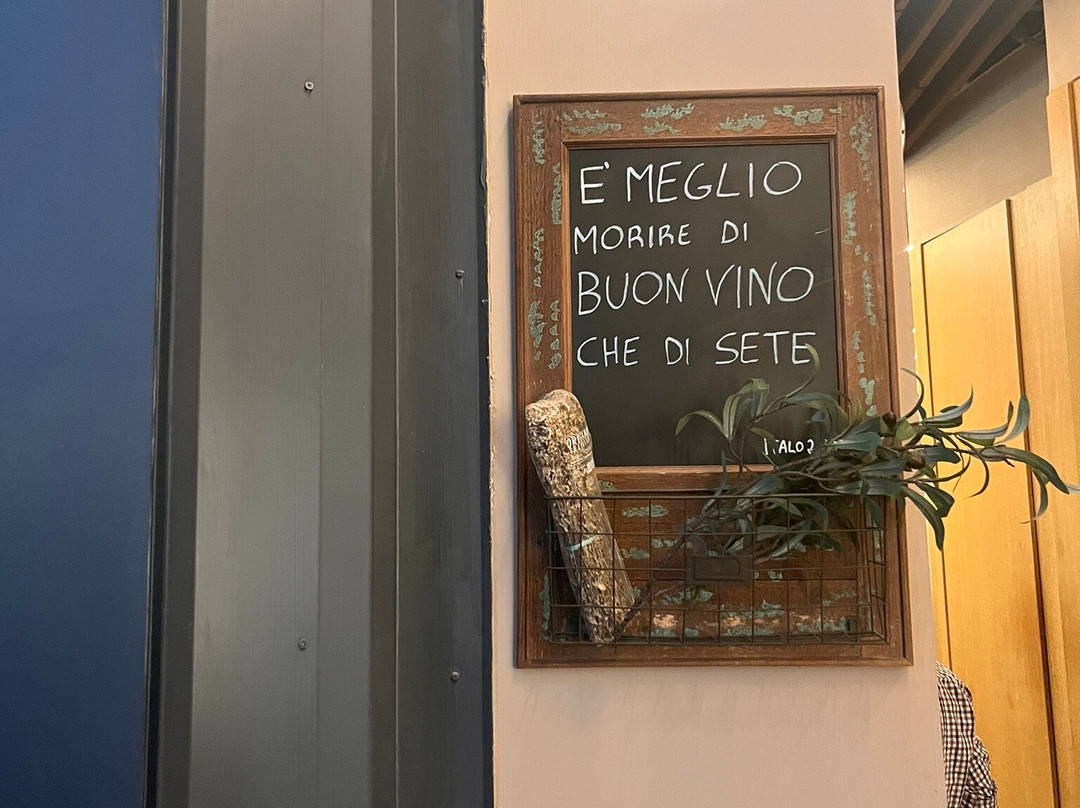 E' MEGLIO
MORIRE DI
BUON VINO
CHE DI SETE